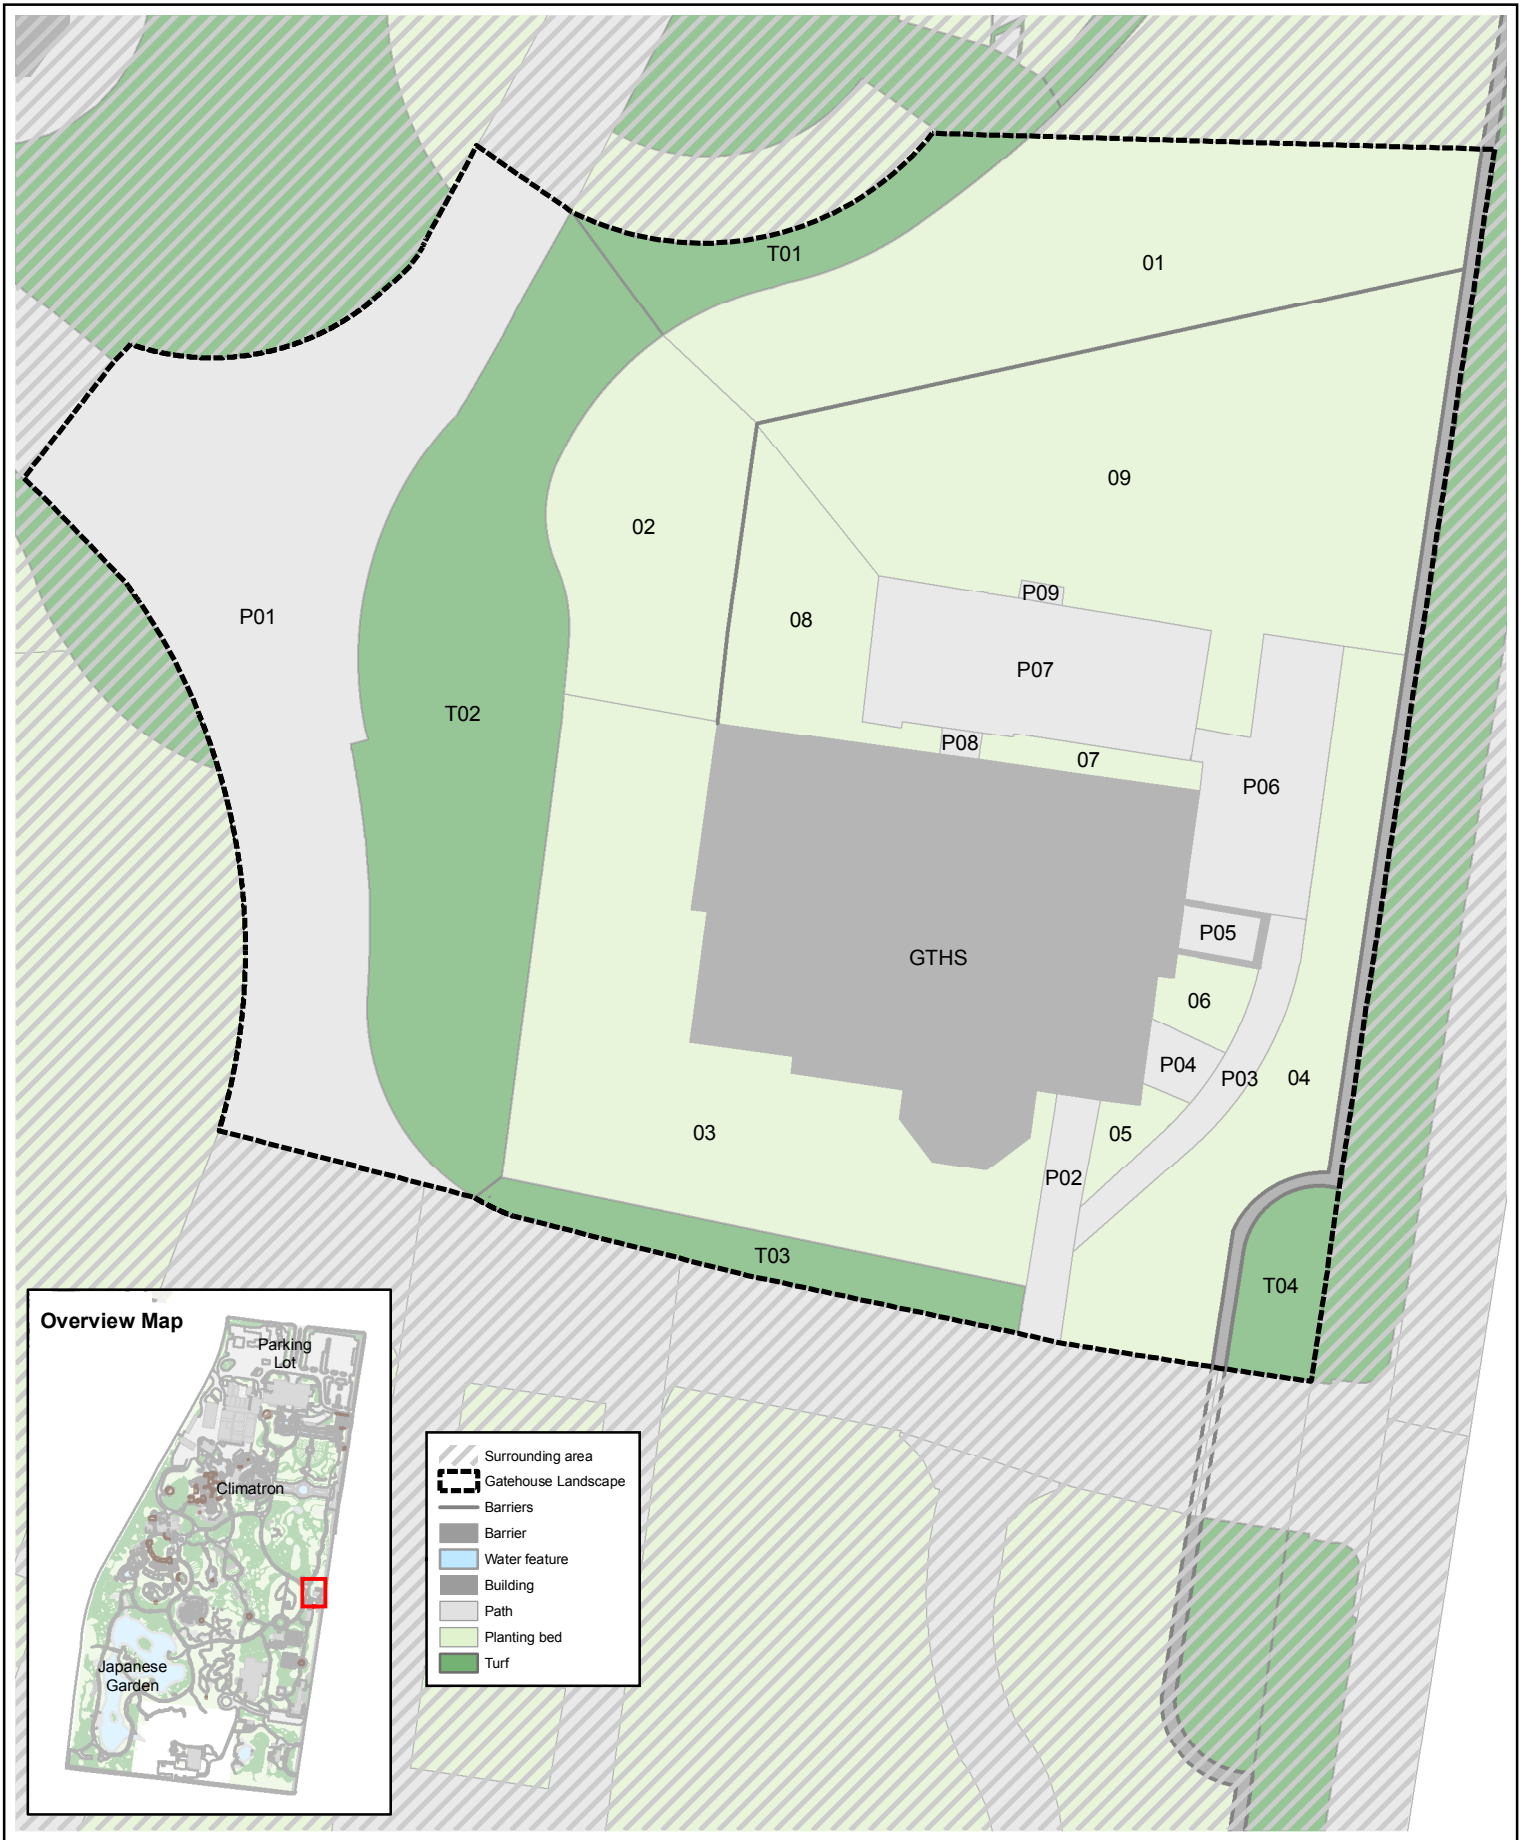 T01
01
09
02
P09
08
P01
P07
T02
P08
07
P06
P05
GTHS
06
P04
P03
04
03
05
P02
T03
T04
Overview Map
Parking
Lot
Climatron
Japanese
Garden
Surrounding area
Gatehouse Landscape
Barriers
Barrier
Water feature
Building
Path
Planting bed
Turf